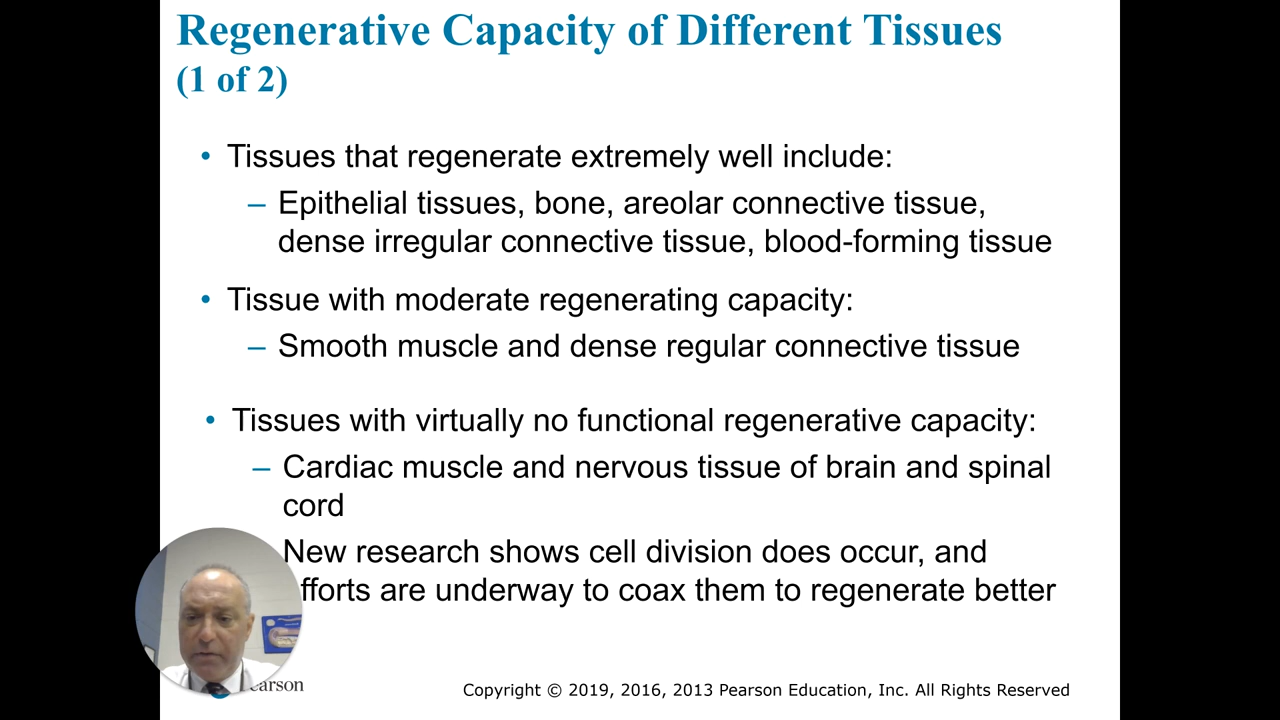 Regenerative Capacity of Different Tissues
(1 of 2)
• Tissues that regenerate extremely well include:
– Epithelial tissues, bone, areolar connective tissue,
dense irregular connective tissue, blood-forming tissue
• Tissue with moderate regenerating capacity:
– Smooth muscle and dense regular connective tissue
• Tissues with virtually no functional regenerative capacity:
– Cardiac muscle and nervous tissue of brain and spinal
cord
New research shows cell division does occur, and
fforts are underway to coax them to regenerate better
earson
Copyright © 2019, 2016, 2013 Pearson Education, Inc. All Rights Reserved